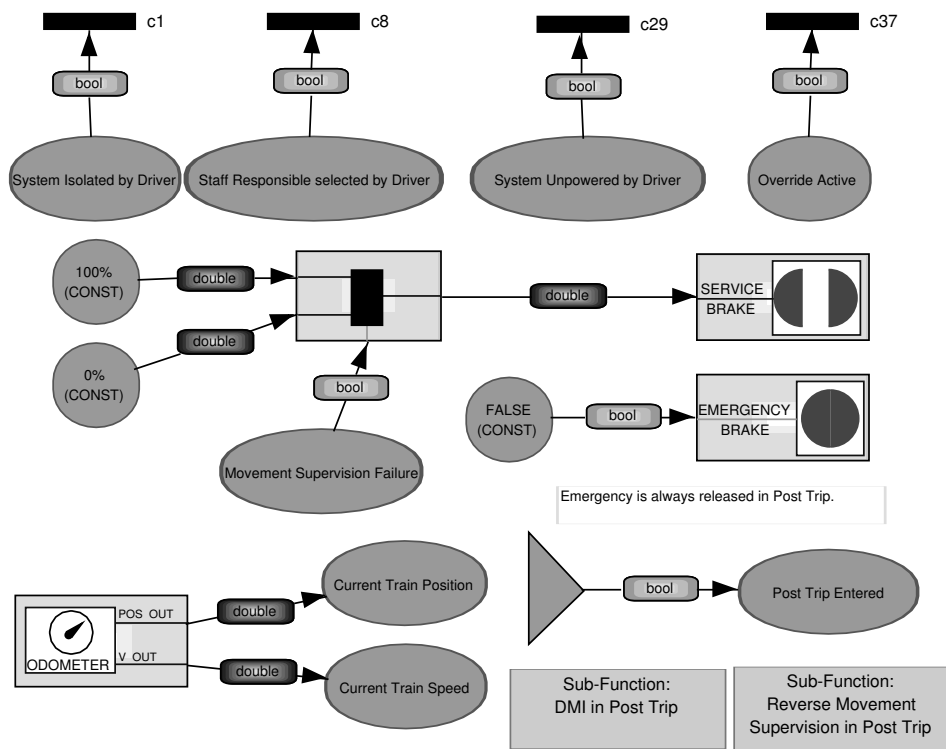 c1
c8
c29
c37
bool
bool
bool
bool
System Isolated by Driver
Staff Responsible selected by Driver
System Unpowered by Driver
Override Active
100%
(CONST)
double
double
SERVICE
BRAKE
double
0%
(CONST)
bool
FALSE
(CONST)
bool
EMERGENCY
BRAKE
Movement Supervision Failure
Emergency is always released in Post Trip.
Current Train Position
POS OUT
double
bool
Post Trip Entered
V OUT
ODOMETER
double
Current Train Speed
Sub-Function:
DMI in Post Trip
Sub-Function:
Reverse Movement
Supervision in Post Trip